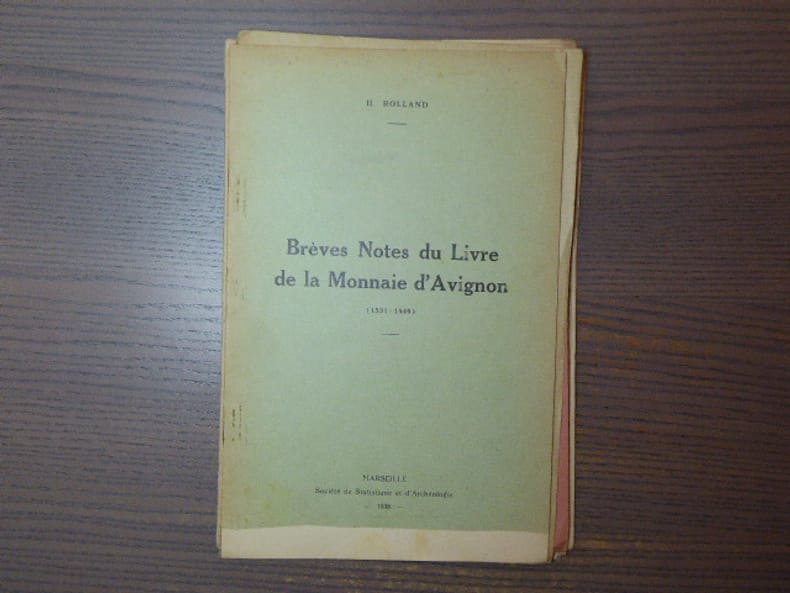 H. ROLLAND
Brèves Notes du Livre
de la Monnaie d'Avignon
MARSEILLE
Société de Statistique et d'Archéologie